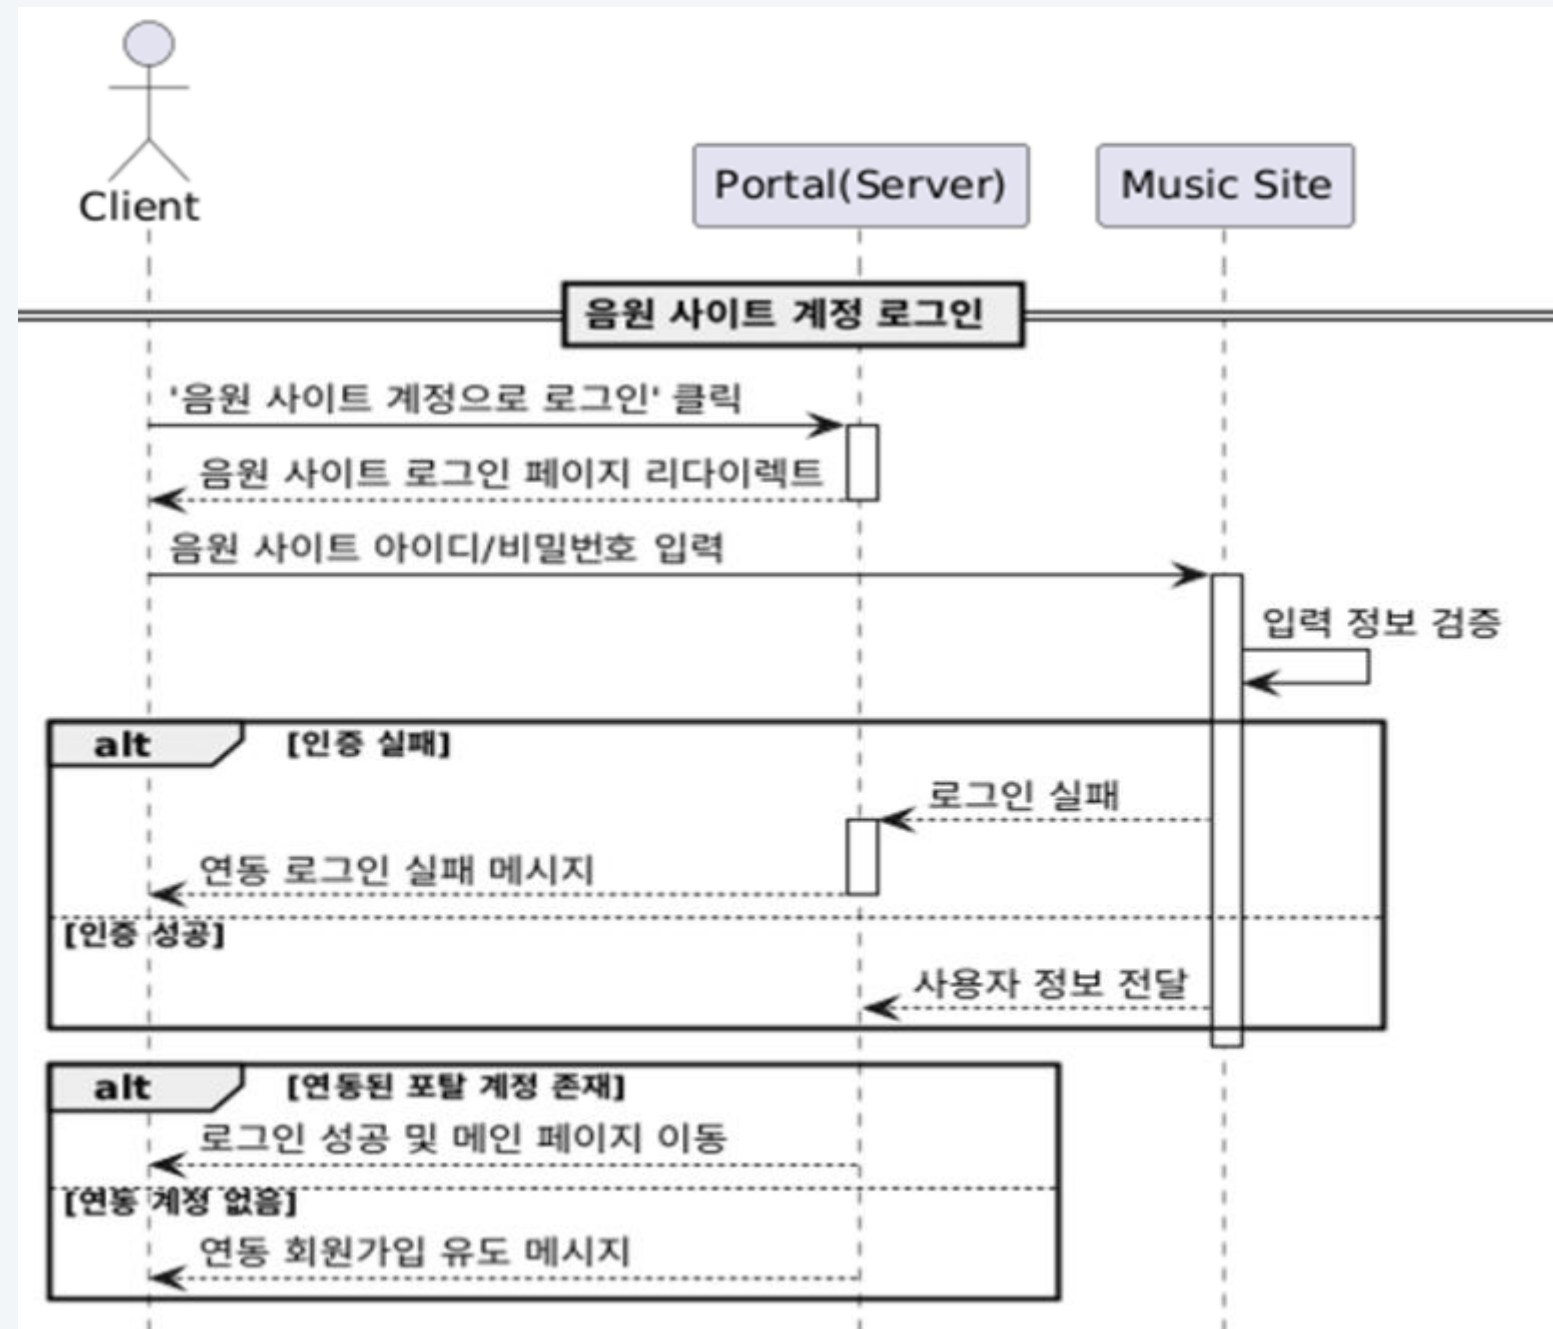 Client
Portal(Server)
Music Site
음원 사이트 계정 로그인
'음원 사이트 계정으로 로그인' 클릭
음원 사이트 로그인 페이지 리다이렉트
음원 사이트 아이디/비밀번호 입력
입력 정보 검증
alt [인증 실패]
로그인 실패
연동 로그인 실패 메시지
[인증 성공]
사용자 정보 전달
alt [연동된 포탈 계정 존재]
로그인 성공 및 메인 페이지 이동
[연동 계정 없음]
연동 회원가입 유도 메시지